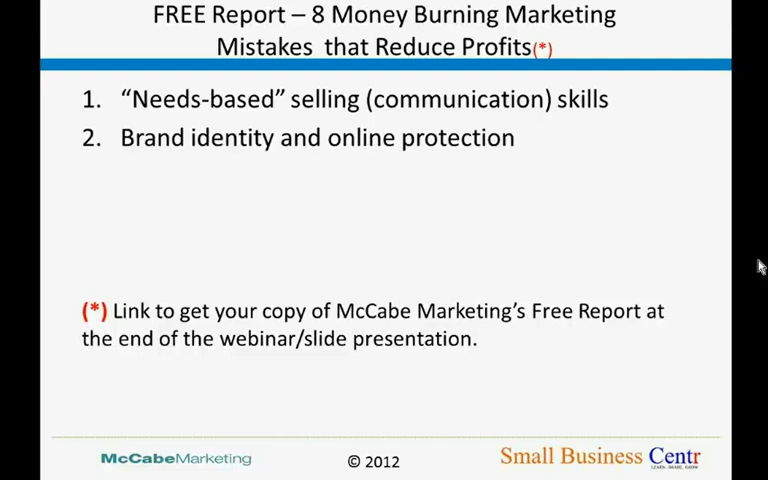 FREE Report – 8 Money Burning Marketing
Mistakes that Reduce Profits(*)
1. “Needs-based” selling (communication) skills
2. Brand identity and online protection
(*) Link to get your copy of McCabe Marketing’s Free Report at
the end of the webinar/slide presentation.
McCabeMarketing
© 2012
Small Business Centr
LEARN. SHARE. GROW